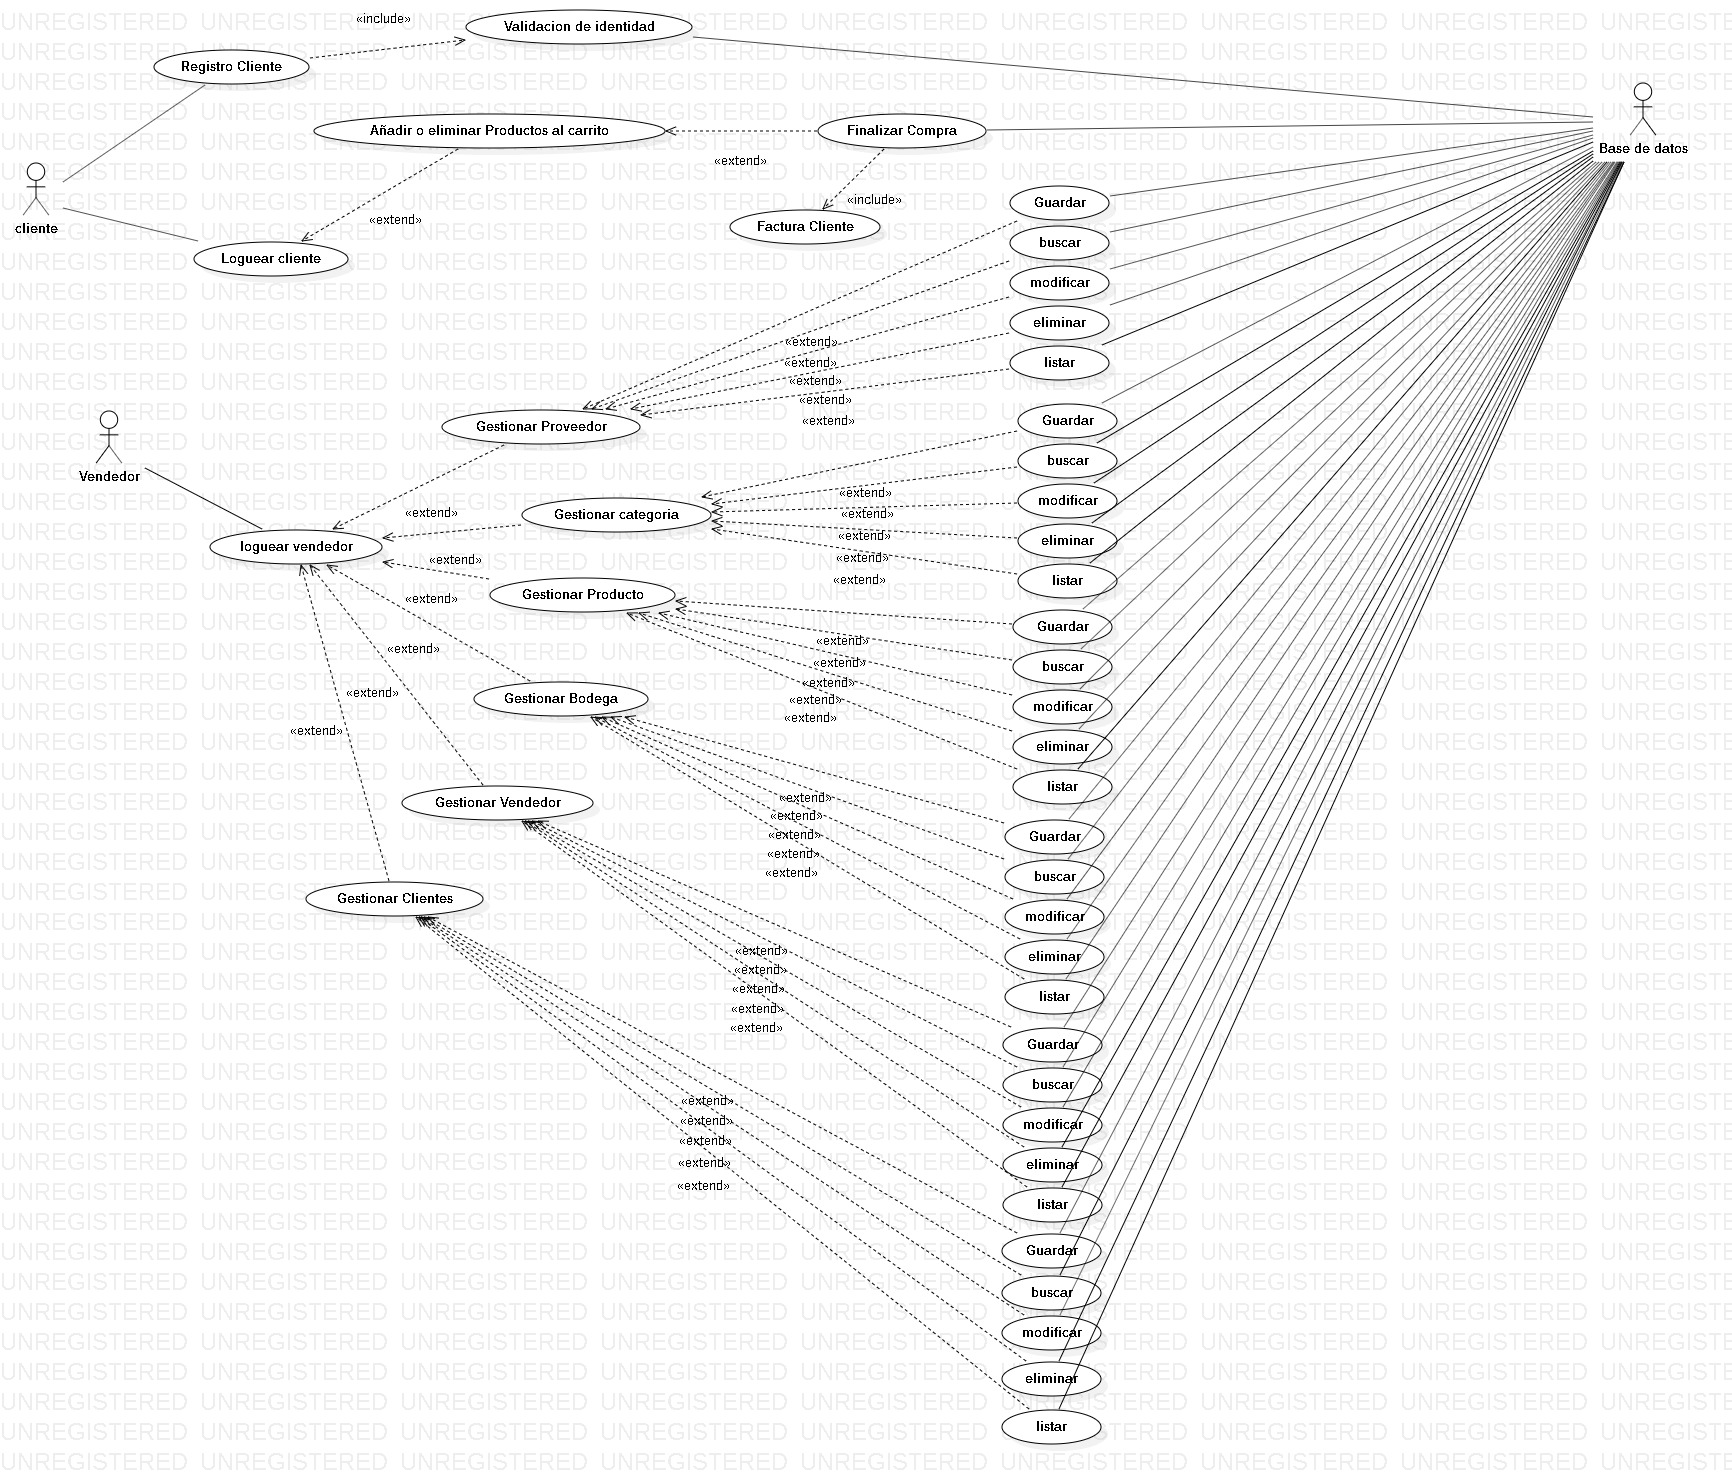 «include»
Validacion de identidad
Registro Cliente
Base de datos
Añadir o eliminar Productos al carrito
Finalizar Compra
«extend»
«include»
cliente
«extend»
Factura Cliente
Loguear cliente
Guardar
buscar
modificar
eliminar
listar
«extend»
«extend»
«extend»
«extend»
«extend»
Gestionar Proveedor
Vendedor
Guardar
buscar
modificar
eliminar
listar
«extend»
«extend»
«extend»
«extend»
«extend»
«extend»
Gestionar categoria
loguear vendedor
«extend»
Gestionar Producto
«extend»
Guardar
buscar
modificar
eliminar
listar
«extend»
«extend»
«extend»
«extend»
«extend»
«extend»
Gestionar Bodega
«extend»
«extend»
Gestionar Vendedor
Guardar
buscar
modificar
eliminar
listar
«extend»
«extend»
«extend»
«extend»
«extend»
Gestionar Clientes
«extend»
«extend»
«extend»
«extend»
«extend»
Guardar
buscar
modificar
eliminar
listar
«extend»
«extend»
«extend»
«extend»
«extend»
Guardar
buscar
modificar
eliminar
listar
UNREGISTERED